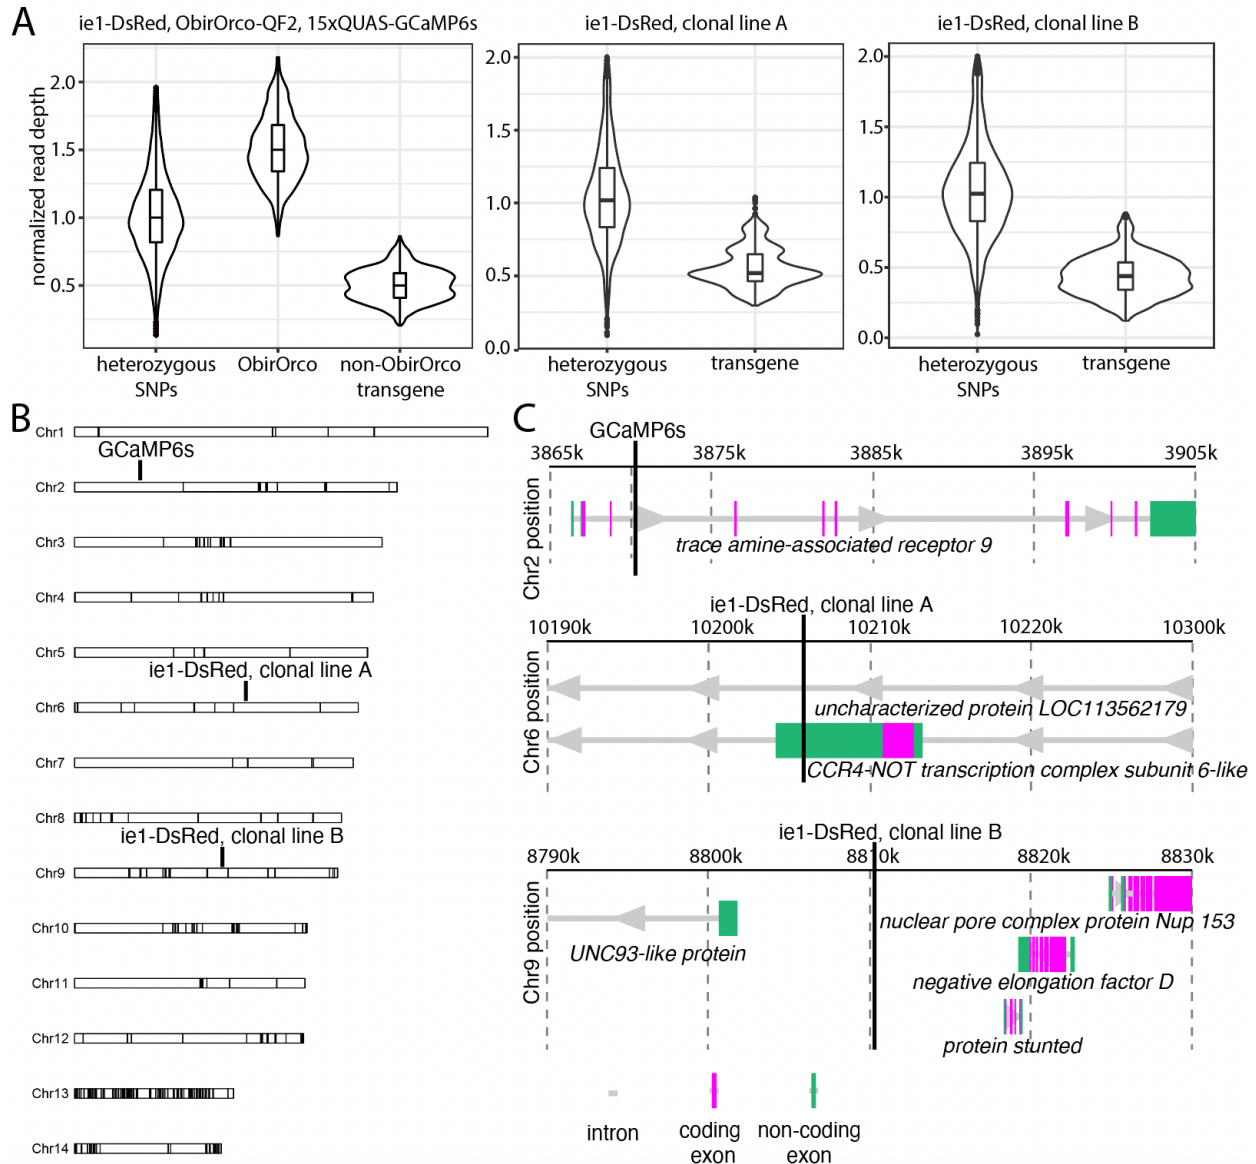 A
ie1-DsRed, ObirOrco-QF2, 15xQUAS-GCaMP6s
ie1-DsRed, clonal line A
ie1-DsRed, clonal line B
normalized read depth
2.0
1.5
1.0
0.5
heterozygous
SNPs
ObirOrco
non-ObirOrco
transgene
2.0
1.5
1.0
0.5
0.0
heterozygous
SNPs
transgene
2.0
1.5
1.0
0.5
0.0
heterozygous
SNPs
transgene
B
Chr1
GCaMP6s
Chr2
Chr3
Chr4
Chr5
ie1-DsRed, clonal line A
Chr6
Chr7
Chr8
ie1-DsRed, clonal line B
Chr9
Chr10
Chr11
Chr12
Chr13
Chr14
C
GCaMP6s
3865k 3875k 3885k 3895k 3905k
Chr2 position
trace amine-associated receptor 9
ie1-DsRed, clonal line A
10190k 10200k 10210k 10220k 10300k
Chr6 position
uncharacterized protein LOC113562179
CCR4-NOT transcription complex subunit 6-like
ie1-DsRed, clonal line B
8790k 8800k 8810k 8820k 8830k
Chr9 position
nuclear pore complex protein Nup 153
UNC93-like protein
negative elongation factor D
protein stunted
intron
coding
exon
non-coding
exon